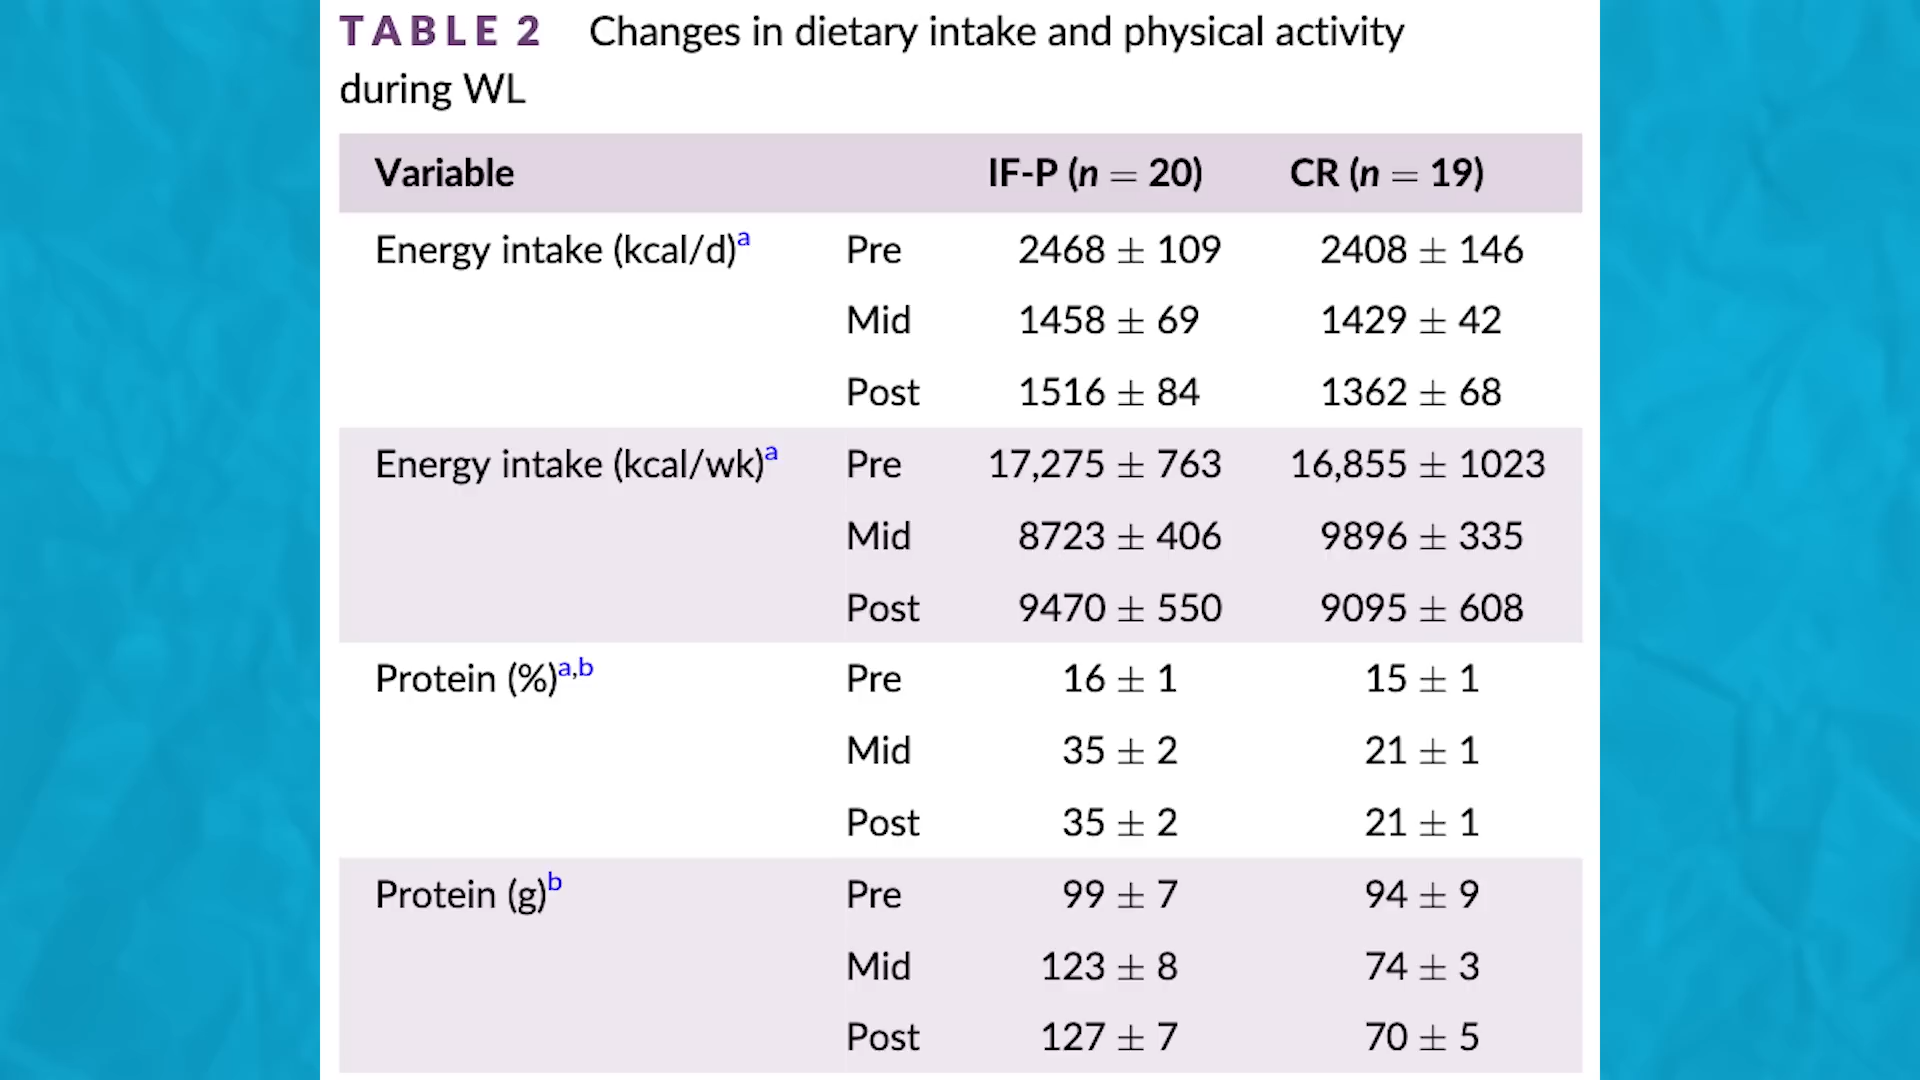 TABLE 2 Changes in dietary intake and physical activity
during WL
Variable IF-P (n = 20) CR (n = 19)
Energy intake (kcal/d)a Pre 2468 ± 109 2408 ± 146
Mid 1458 ± 69 1429 ± 42
Post 1516 ± 84 1362 ± 68
Energy intake (kcal/wk)a Pre 17,275 ± 763 16,855 ± 1023
Mid 8723 ± 406 9896 ± 335
Post 9470 ± 550 9095 ± 608
Protein (%)a,b Pre 16 ± 1 15 ± 1
Mid 35 ± 2 21 ± 1
Post 35 ± 2 21 ± 1
Protein (g)b Pre 99 ± 7 94 ± 9
Mid 123 ± 8 74 ± 3
Post 127 ± 7 70 ± 5